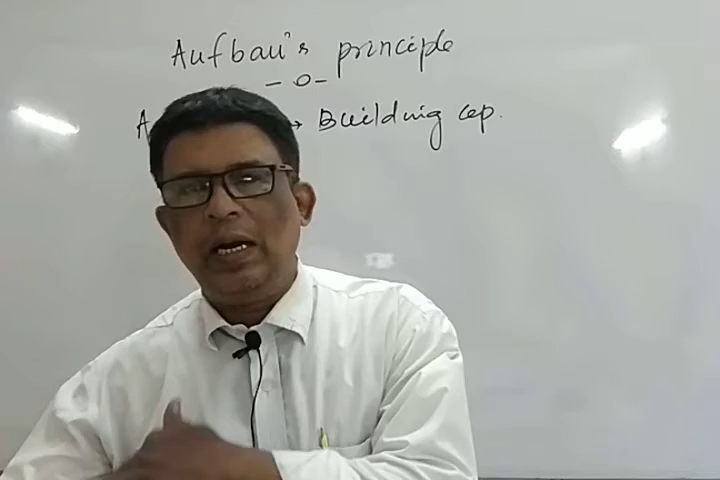 Aufbau's principle
- o -
→ Building up.